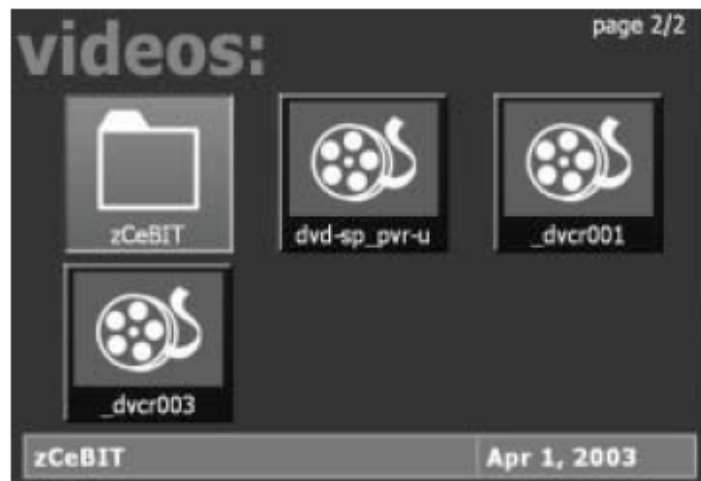 videos:
page 2/2
zCeBIT
dvd-sp_pvr-u
_dvcr001
_dvcr003
zCeBIT
Apr 1, 2003